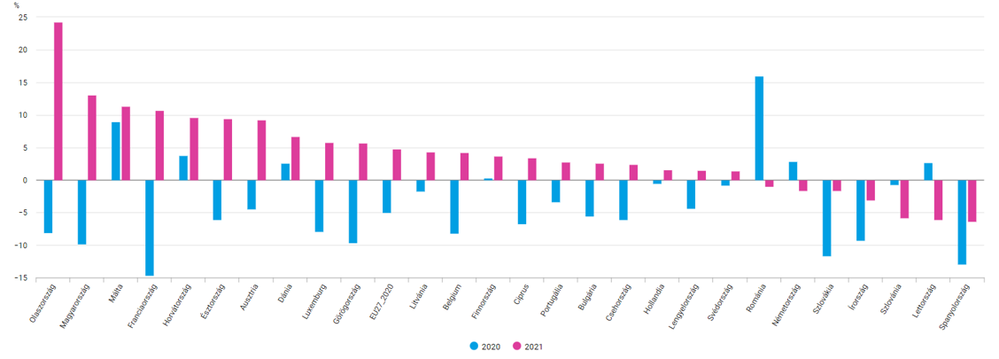 %
25
20
15
10
5
0
−5
−10
−15
Olaszország
Magyarország
Málta
Franciaország
Horvátország
Észtország
Ausztria
Dánia
Luxemburg
Görögország
EU27_2020
Litvánia
Belgium
Finnország
Ciprus
Portugália
Bulgária
Csehország
Hollandia
Lengyelország
Svédország
Románia
Németország
Szlovákia
Írország
Szlovánia
Lettország
Spanyolország
2020
2021